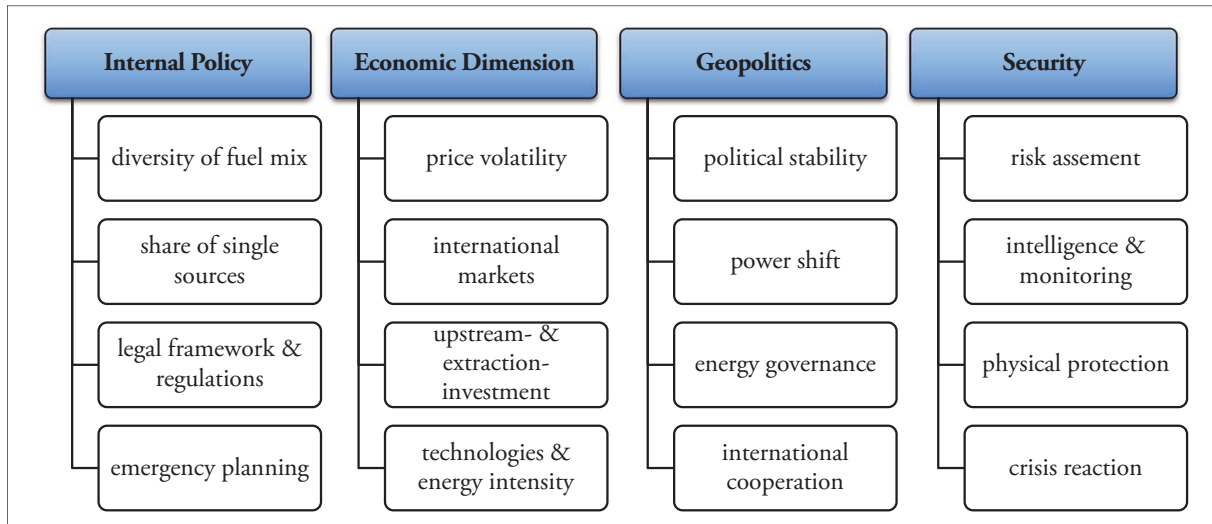 Internal Policy
diversity of fuel mix
share of single
sources
legal framework &
regulations
emergency planning
Economic Dimension
price volatility
international
markets
upstream- &
extraction-
investment
technologies &
energy intensity
Geopolitics
political stability
power shift
energy governance
international
cooperation
Security
risk assement
intelligence &
monitoring
physical protection
crisis reaction